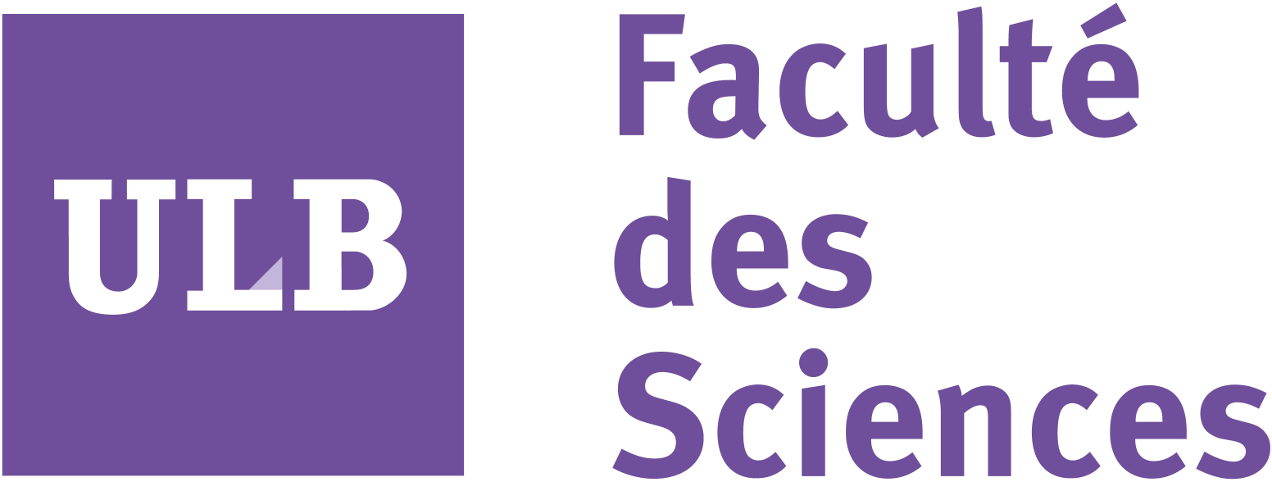 ULB
Faculté
des
Sciences